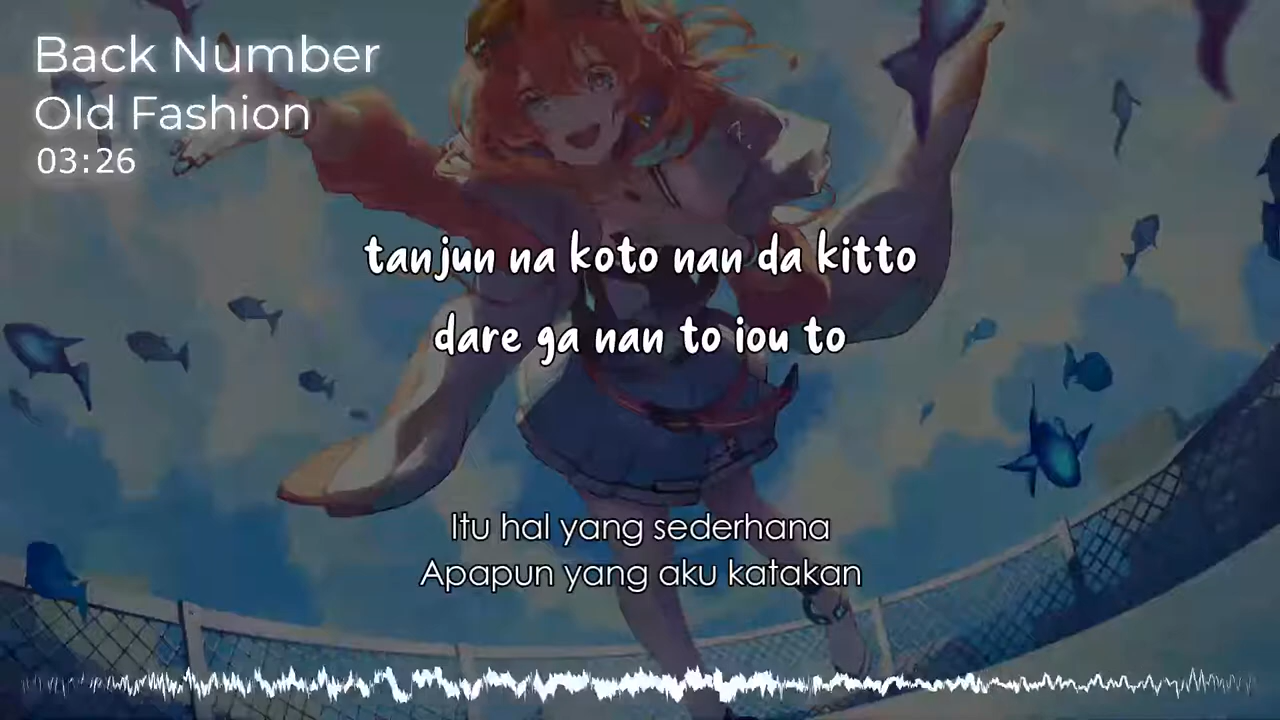 Back Number
Old Fashion
03:26
tanjun na koto nan da kitto
dare ga nan to iou to
Itu hal yang sederhana
Apapun yang aku katakan